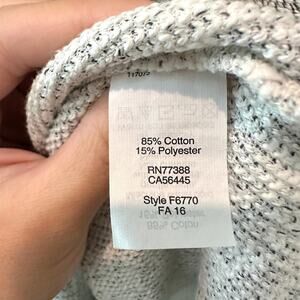 85% Cotton
15% Polyester
RN77388
CA56445
Style F6770
FA 16